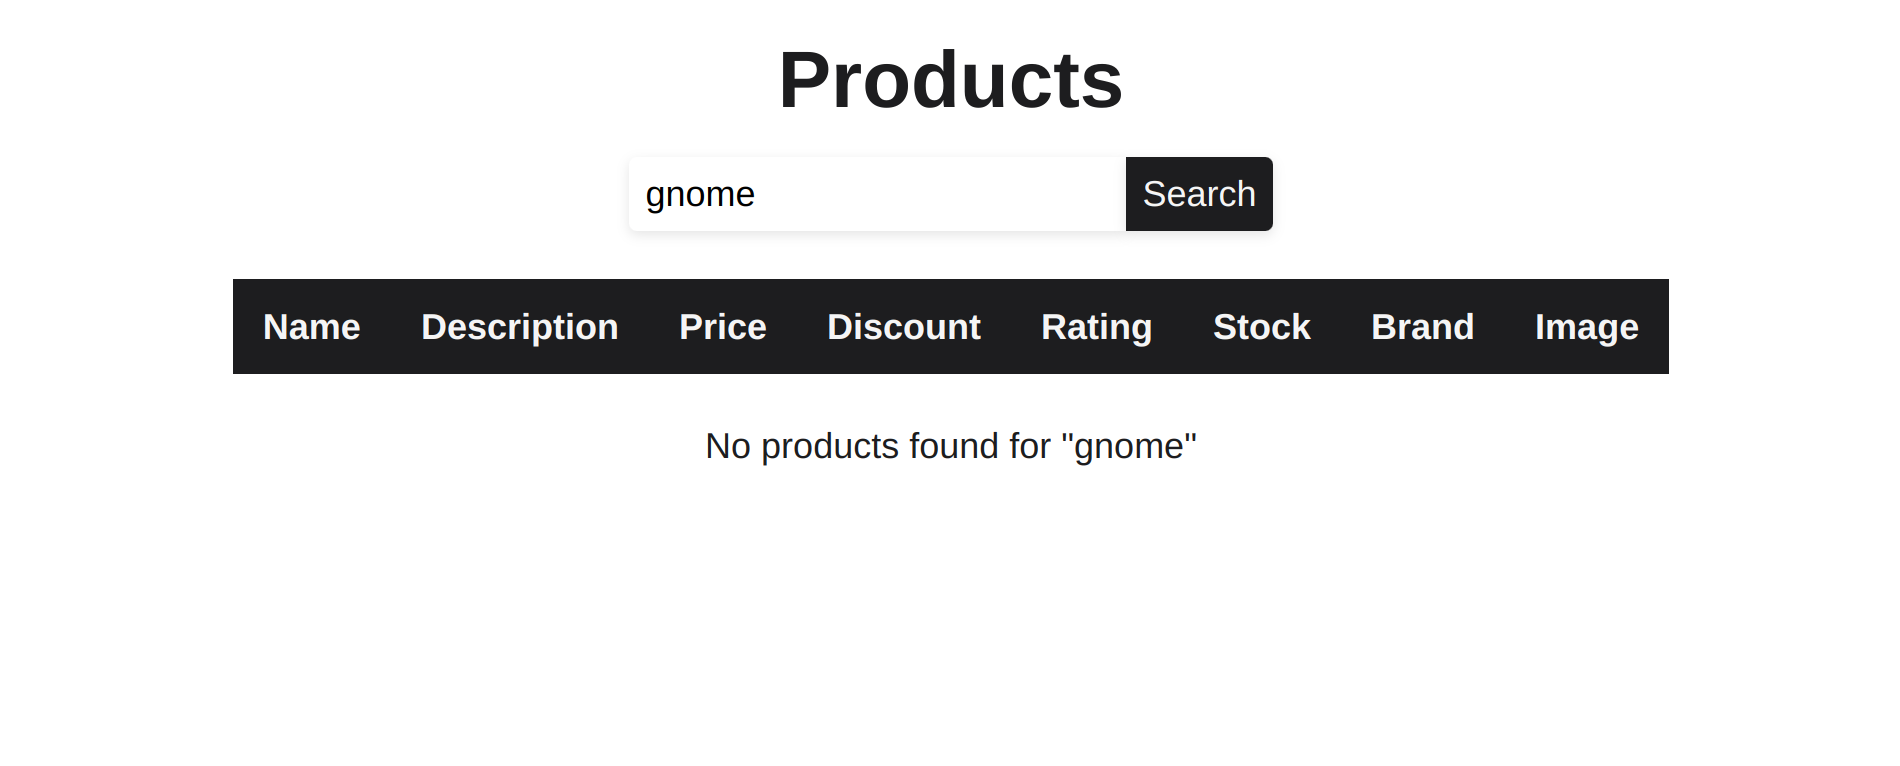 Products
gnome Search
Name Description Price Discount Rating Stock Brand Image
No products found for "gnome"